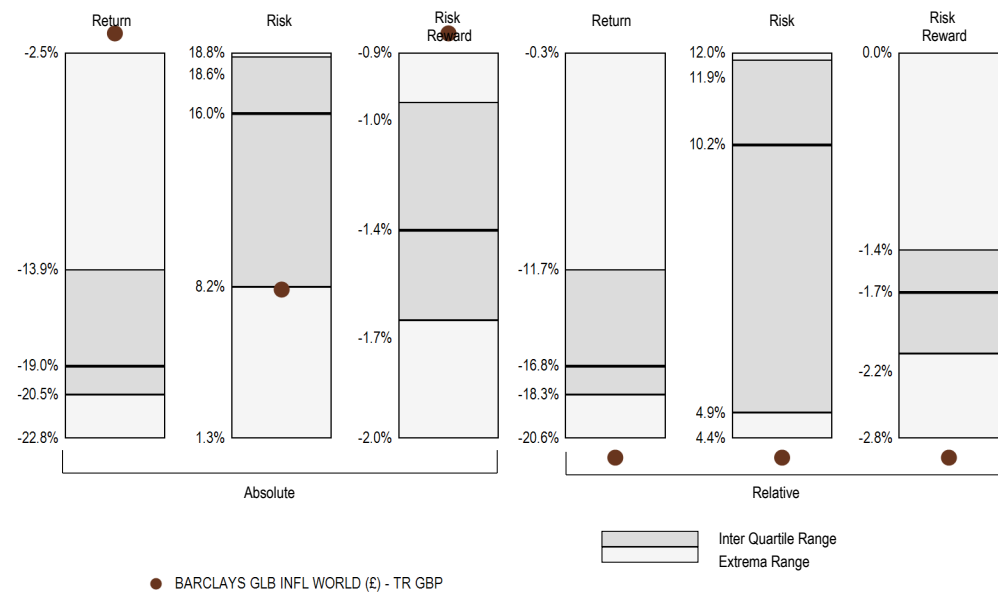 Return
Risk
Risk
Reward
Return
Risk
Risk
Reward
-2.5%
-13.9%
-19.0%
-20.5%
-22.8%
18.8%
18.6%
16.0%
8.2%
1.3%
-0.9%
-1.0%
-1.4%
-1.7%
-2.0%
-0.3%
-11.7%
-16.8%
-18.3%
-20.6%
12.0%
11.9%
10.2%
4.9%
4.4%
0.0%
-1.4%
-1.7%
-2.2%
-2.8%
Absolute
Relative
Inter Quartile Range
Extrema Range
BARCLAYS GLB INFL WORLD (£) - TR GBP